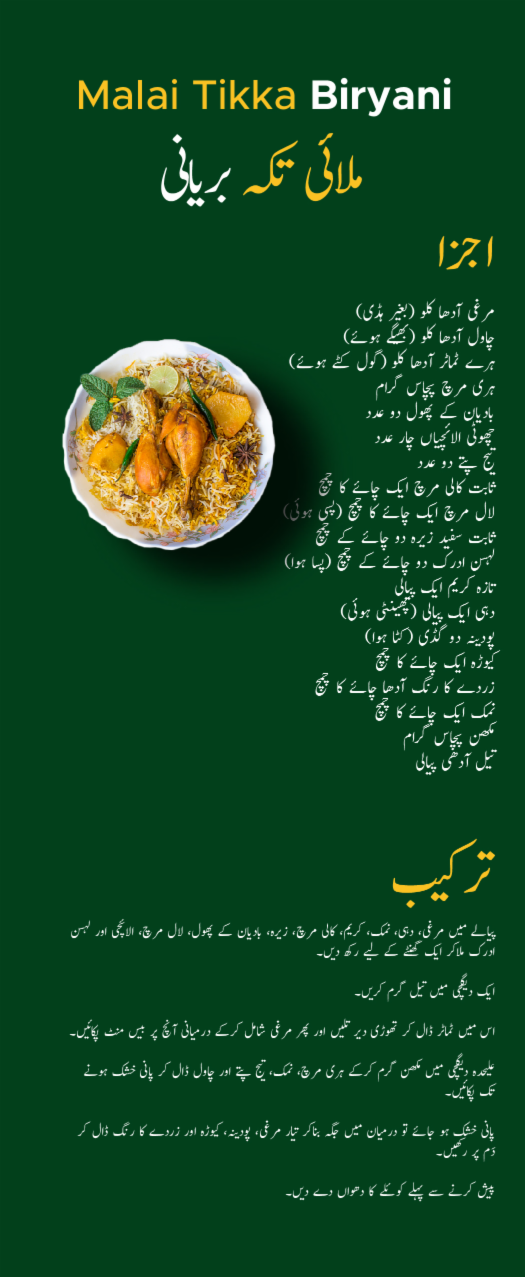 Malai Tikka Biryani
ملائی تکہ بریانی
اجزا
مرغی آدھا کلو (بغیر ہڈی)
چاول آدھا کلو (بھیگے ہوئے)
ہرے ٹماٹر آدھا کلو (گول کٹے ہوئے)
ہری مرچ پچاس گرام
بادیان کے پھول دو عدد
چھوٹی الائچیاں چار عدد
تیج پتے دو عدد
ثابت کالی مرچ ایک چائے کا چمچ
لال مرچ ایک چائے کا چمچ (پسی ہوئی)
ثابت سفید زیرہ دو چائے کے چمچ
لہسن ادرک دو چائے کے چمچ (پسا ہوا)
تازہ کریم ایک پیالی
دہی ایک پیالی (پھینٹی ہوئی)
پودینہ دو گڈی (کٹا ہوا)
کیوڑہ ایک چائے کا چمچ
زردے کا رنگ آدھا چائے کا چمچ
نمک ایک چائے کا چمچ
مکھن پچاس گرام
تیل آدھی پیالی
ترکیب
پیالے میں مرغی، دہی، نمک، کریم، کالی مرچ، زیرہ، بادیان کے پھول، لال مرچ، الائچی اور لہسن
ادرک ملاکر ایک گھنٹے کے لیے رکھ دیں۔
ایک دیگچی میں تیل گرم کریں۔
اس میں ٹماٹر ڈال کر تھوڑی دیر تلیں اور پھر مرغی شامل کرکے درمیانی آنچ پر بیس منٹ پکائیں۔
علیحدہ دیگچی میں مکھن گرم کرکے ہری مرچ، نمک، تیج پتے اور چاول ڈال کر پانی خشک ہونے
تک پکائیں۔
پانی خشک ہو جائے تو درمیان میں جگہ بناکر تیار مرغی، پودینہ، کیوڑہ اور زردے کا رنگ ڈال کر
دَم پر رکھیں۔
پیش کرنے سے پہلے کوئلے کا دھواں دے دیں۔